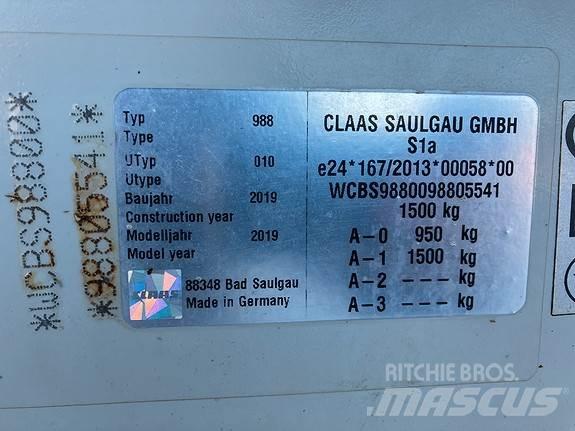 *WCBS98800*
*98805541*
Typ 988
Type
UTyp 010
Utype
Baujahr 2019
Construction year
Modelljahr 2019
Model year
CLAAS
88348 Bad Saulgau
Made in Germany
CLAAS SAULGAU GMBH
S1a
e24*167/2013*00058*00
WCBS9880098805541
1500 kg
A-0 950 kg
A-1 1500 kg
A-2 --- kg
A-3 --- kg
RITCHIE BROS.
MASCUS